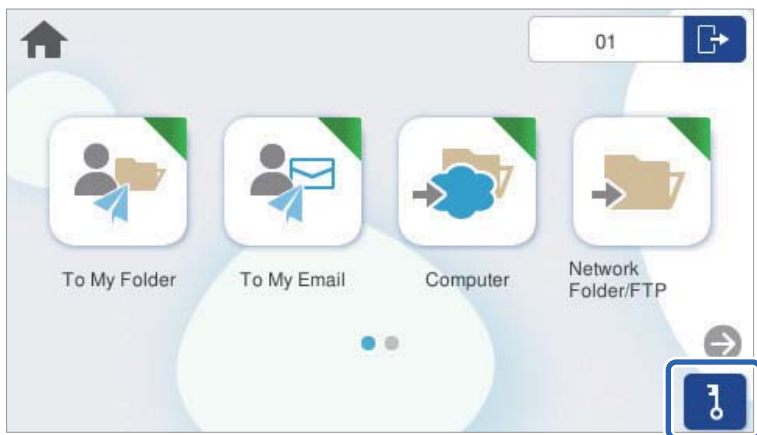 01
To My Folder
To My Email
Computer
Network
Folder/FTP